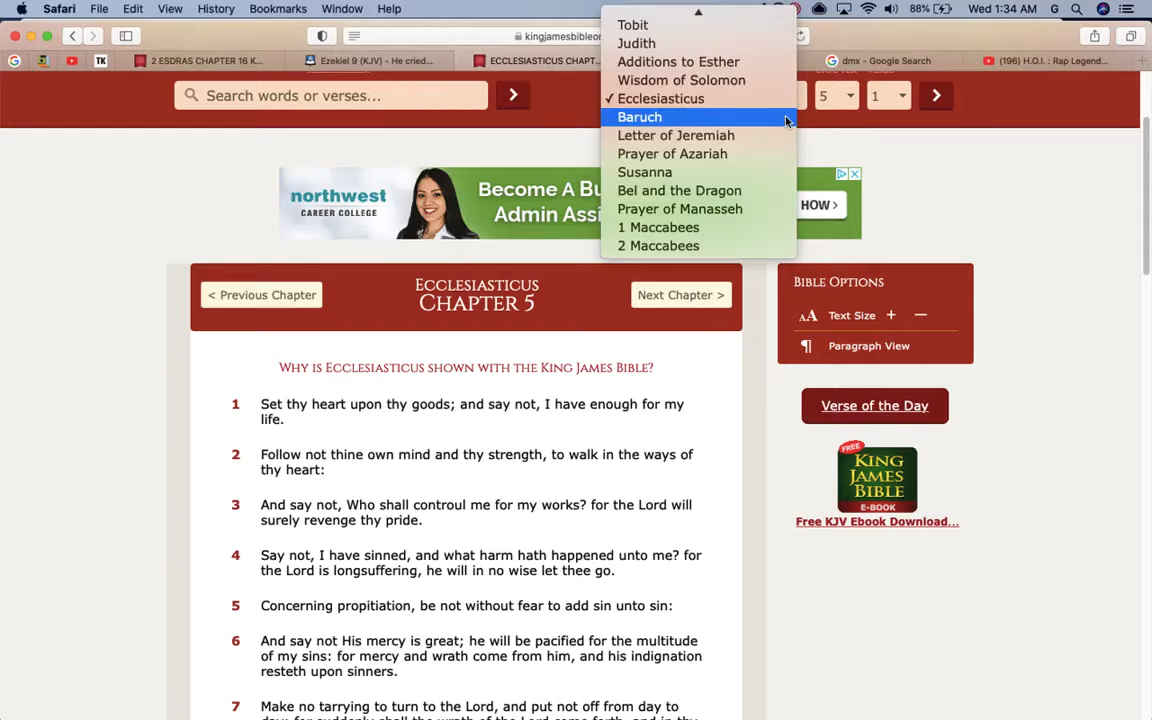 Safari File Edit View History Bookmarks Window Help 88% Wed 1:34 AM G
kingjamesbibleon
TK 2 ESDRAS CHAPTER 16 K... Ezekiel 9 (KJV) - He cried... ECCLESIASTICUS CHAPT... dmx - Google Search (196) H.O.I. : Rap Legend...
Search words or verses... 5 1
Tobit
Judith
Additions to Esther
Wisdom of Solomon
✓ Ecclesiasticus
Baruch
Letter of Jeremiah
Prayer of Azariah
Susanna
Bel and the Dragon
Prayer of Manasseh
1 Maccabees
2 Maccabees
northwest
CAREER COLLEGE
Become A Bu
Admin Assi
HOW >
< Previous Chapter
Ecclesiasticus
Chapter 5
Next Chapter >
Why is Ecclesiasticus shown with the King James Bible?
1 Set thy heart upon thy goods; and say not, I have enough for my
life.
2 Follow not thine own mind and thy strength, to walk in the ways of
thy heart:
3 And say not, Who shall controul me for my works? for the Lord will
surely revenge thy pride.
4 Say not, I have sinned, and what harm hath happened unto me? for
the Lord is longsuffering, he will in no wise let thee go.
5 Concerning propitiation, be not without fear to add sin unto sin:
6 And say not His mercy is great; he will be pacified for the multitude
of my sins: for mercy and wrath come from him, and his indignation
resteth upon sinners.
7 Make no tarrying to turn to the Lord, and put not off from day to
Bible Options
AA Text Size + —
¶ Paragraph View
Verse of the Day
FREE
KING
JAMES
BIBLE
E-BOOK
Free KJV Ebook Download...